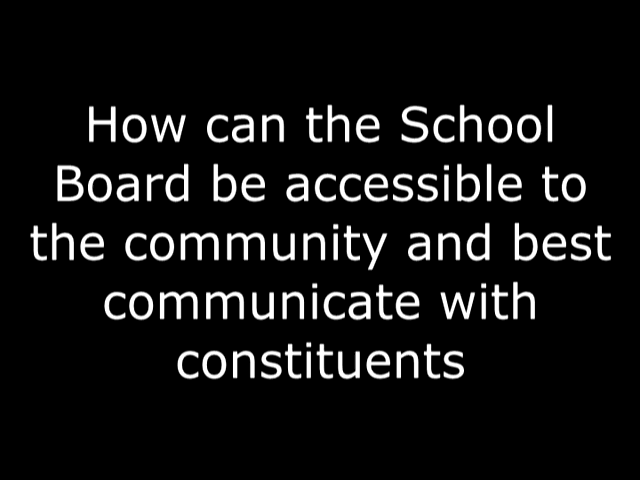 How can the School
Board be accessible to
the community and best
communicate with
constituents